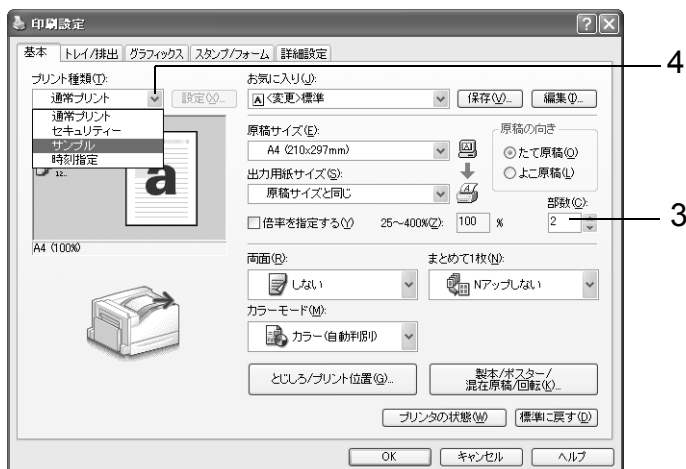 印刷設定
基本 トレイ/排出 グラフィックス スタンプ/フォーム 詳細設定
4
プリント種類(T):
通常プリント 設定(X)...
通常プリント
セキュリティー
サンプル
時刻指定
12..
a
A4 (100%)
お気に入り(J):
A <変更>標準 保存(V)... 編集(I)...
原稿サイズ(E):
A4 (210x297mm)
出力用紙サイズ(S):
原稿サイズと同じ
原稿の向き
たて原稿(O)
よこ原稿(L)
部数(C):
倍率を指定する(Y) 25～400%(Z): 100 % 2
3
両面(R):
しない
まとめて1枚(N):
Nアップしない
カラーモード(M):
カラー(自動判別)
とじしろ/プリント位置(G)...
製本/ポスター/
混在原稿/回転(K)...
プリンタの状態(W) 標準に戻す(D)
OK キャンセル ヘルプ